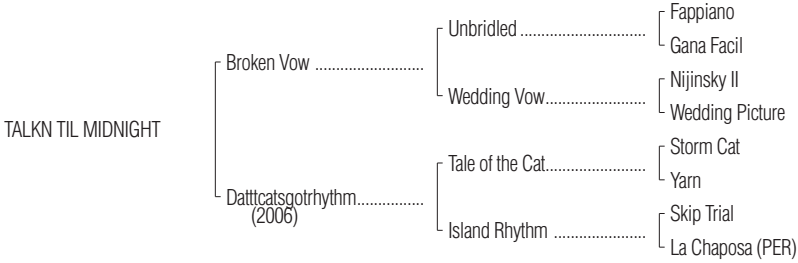 Fappiano
Unbridled
Gana Facil
Broken Vow
Nijinsky II
Wedding Vow
Wedding Picture
TALKN TIL MIDNIGHT
Storm Cat
Tale of the Cat
Yarn
Datttcatsgotrhythm
(2006)
Skip Trial
Island Rhythm
La Chaposa (PER)